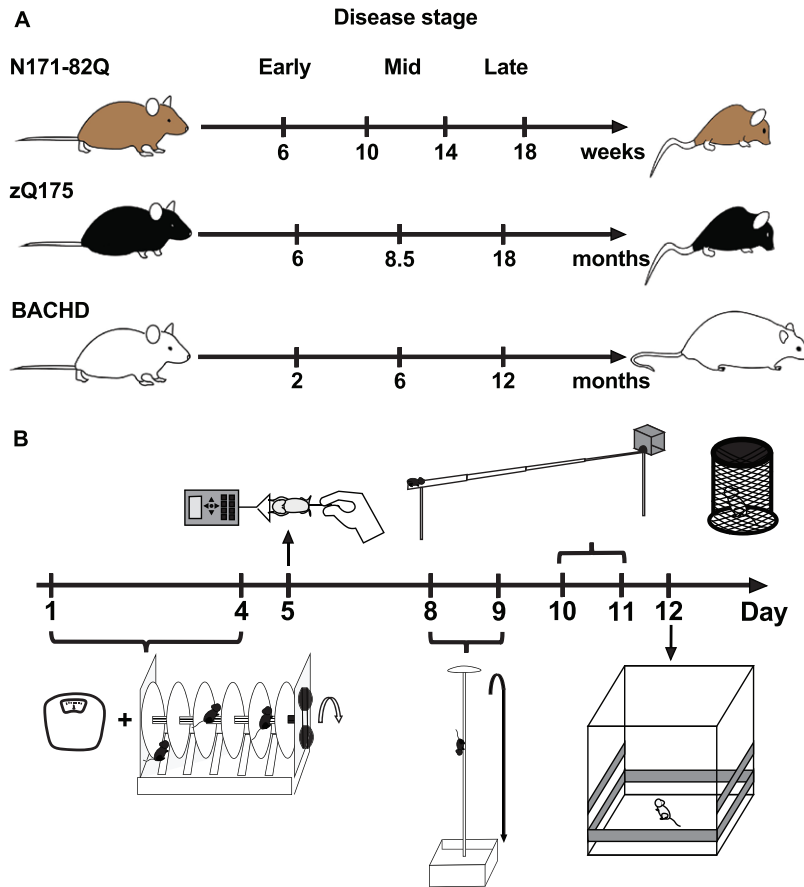 A
Disease stage
N171-82Q
Early Mid Late
6 10 14 18 weeks
zQ175
6 8.5 18 months
BACHD
2 6 12 months
B
1 4 5 8 9 10 11 12 Day
+